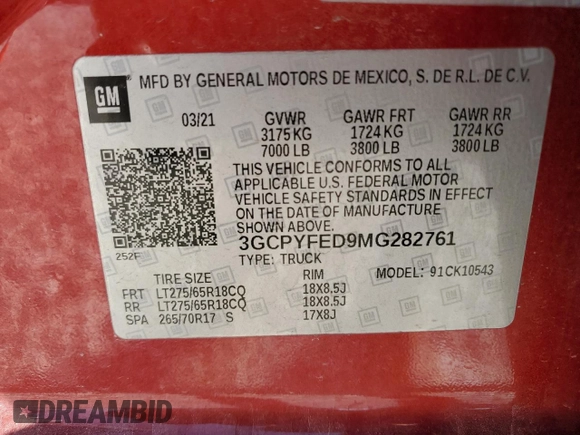 GM
MFD BY GENERAL MOTORS DE MEXICO, S. DE R.L. DE C.V.
03/21 GVWR GAWR FRT GAWR RR
3175 KG 1724 KG 1724 KG
7000 LB 3800 LB 3800 LB
THIS VEHICLE CONFORMS TO ALL
APPLICABLE U.S. FEDERAL MOTOR
VEHICLE SAFETY STANDARDS IN EFFECT
ON THE DATE OF MANUFACTURE
SHOWN ABOVE.
252F
3GCPYFED9MG282761
TYPE: TRUCK MODEL: 91CK10543
TIRE SIZE RIM
FRT LT275/65R18CQ 18X8.5J
RR LT275/65R18CQ 18X8.5J
SPA 265/70R17 S 17X8J
DREAMBID